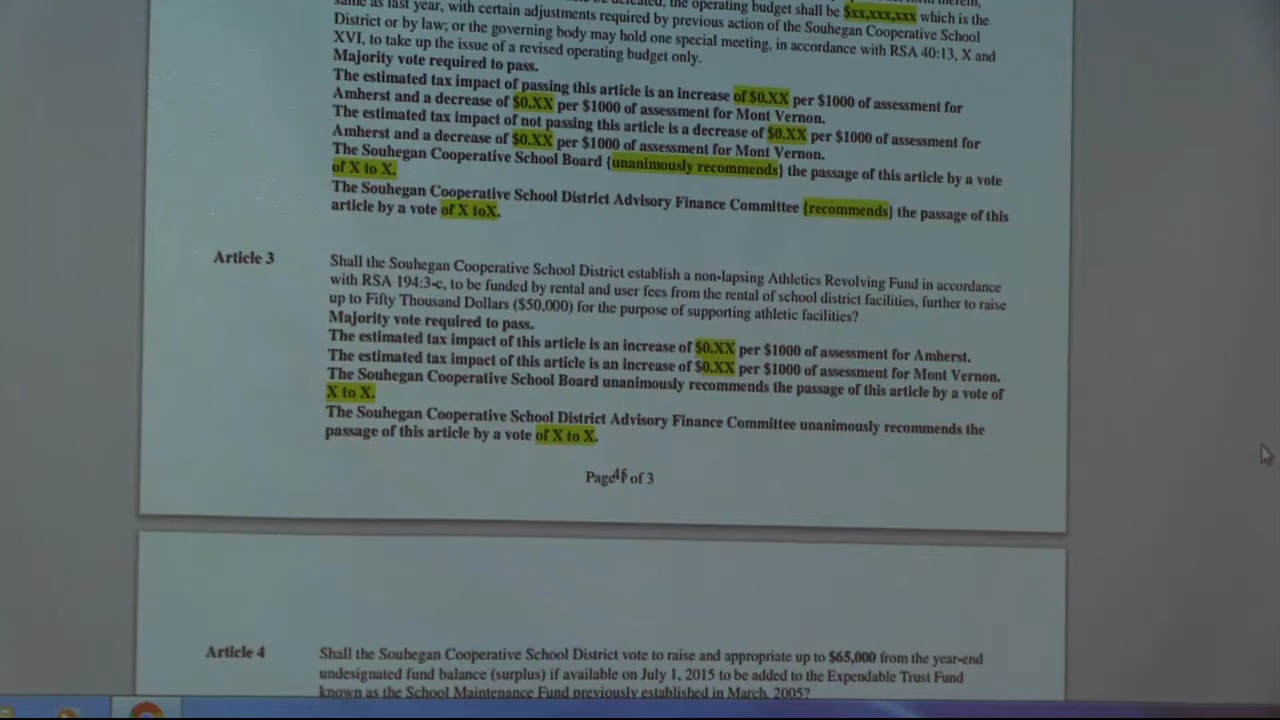 the operating budget shall be $xx,xxx,xxx which is the
same as last year, with certain adjustments required by previous action of the Souhegan Cooperative School
District or by law; or the governing body may hold one special meeting, in accordance with RSA 40:13, X and
XVI, to take up the issue of a revised operating budget only.
Majority vote required to pass.
The estimated tax impact of passing this article is an increase of $0.XX per $1000 of assessment for
Amherst and a decrease of $0.XX per $1000 of assessment for Mont Vernon.
The estimated tax impact of not passing this article is a decrease of $0.XX per $1000 of assessment for
Amherst and a decrease of $0.XX per $1000 of assessment for Mont Vernon.
The Souhegan Cooperative School Board {unanimously recommends} the passage of this article by a vote
of X to X.
The Souhegan Cooperative School District Advisory Finance Committee {recommends} the passage of this
article by a vote of X toX.
Article 3 Shall the Souhegan Cooperative School District establish a non-lapsing Athletics Revolving Fund in accordance
with RSA 194:3-c, to be funded by rental and user fees from the rental of school district facilities, further to raise
up to Fifty Thousand Dollars ($50,000) for the purpose of supporting athletic facilities?
Majority vote required to pass.
The estimated tax impact of this article is an increase of $0.XX per $1000 of assessment for Amherst.
The estimated tax impact of this article is an increase of $0.XX per $1000 of assessment for Mont Vernon.
The Souhegan Cooperative School Board unanimously recommends the passage of this article by a vote of
X to X.
The Souhegan Cooperative School District Advisory Finance Committee unanimously recommends the
passage of this article by a vote of X to X.
Page of 3
Article 4 Shall the Souhegan Cooperative School District vote to raise and appropriate up to $65,000 from the year-end
undesignated fund balance (surplus) if available on July 1, 2015 to be added to the Expendable Trust Fund
known as the School Maintenance Fund previously established in March, 2005?